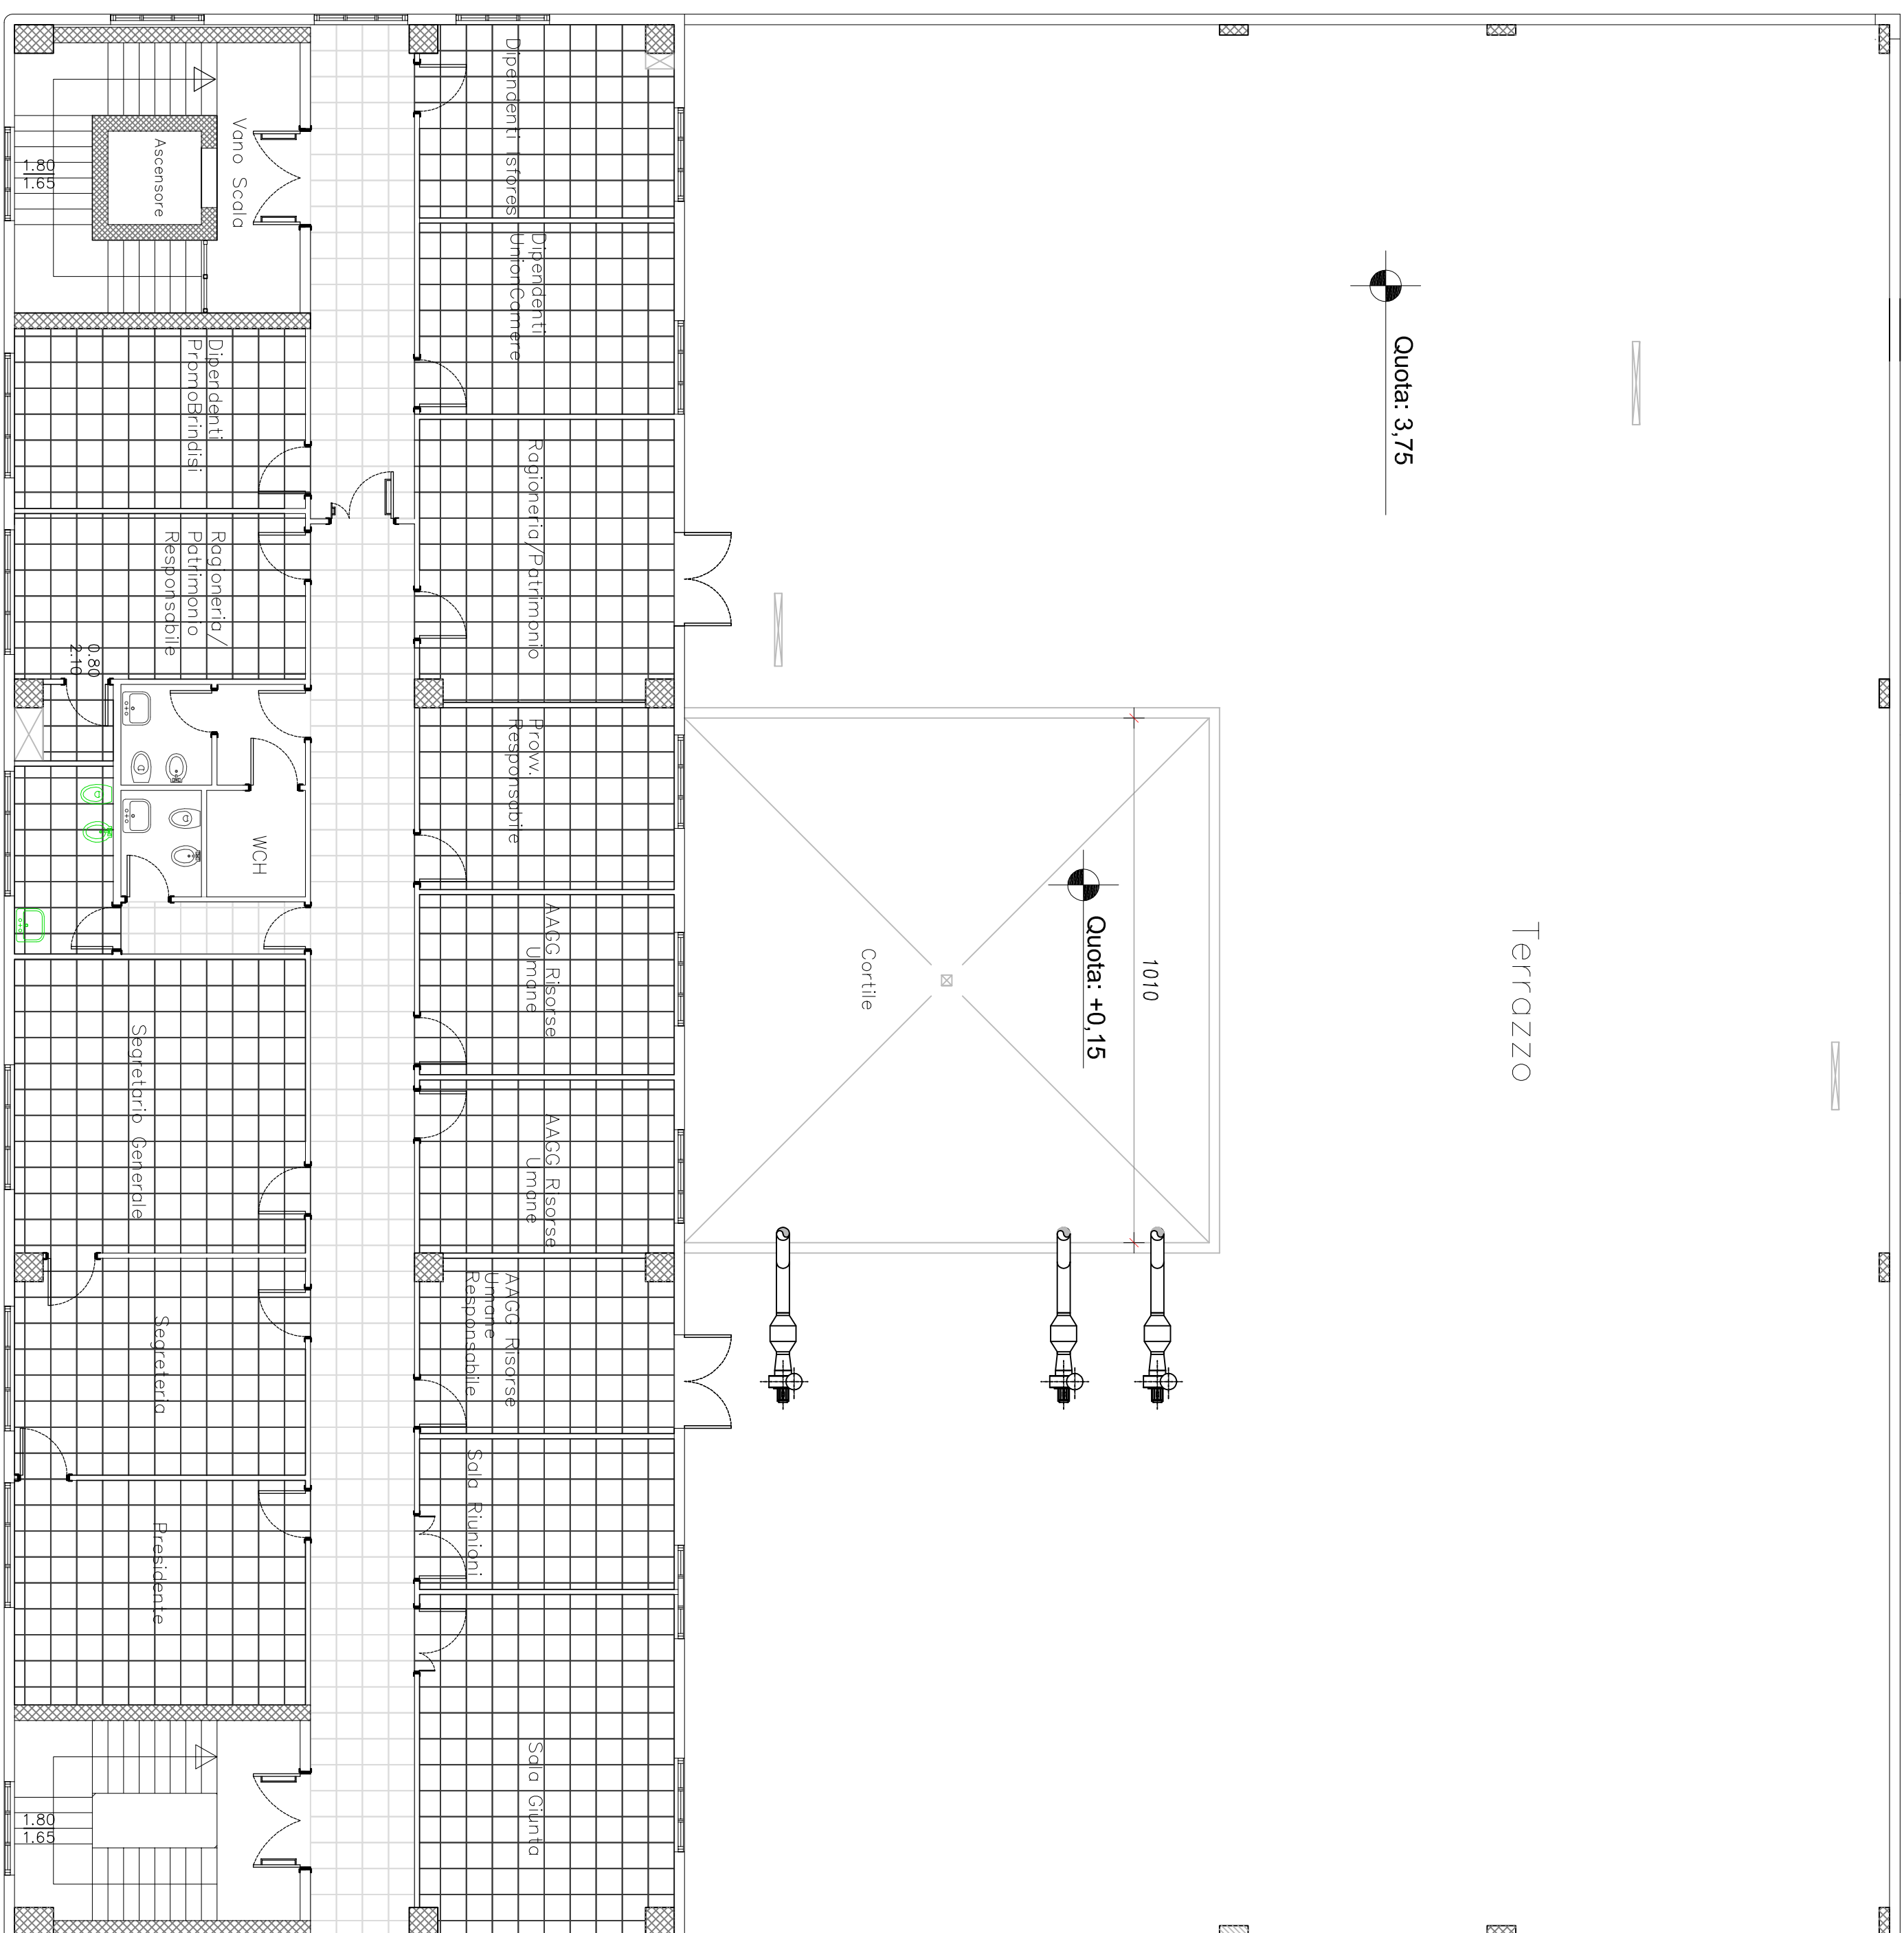 Dipendenti Isfores
Vano Scala
Ascensore
1.80
1.65
Dipendenti
UnionCamere
Quota: 3,75
Dipendenti
PromoBrindisi
Ragioneria/Patrimonio
Ragioneria/
Patrimonio
Responsabile
0.80
2.10
Provv.
Responsabile
WCH
AAGG Risorse
Umane
Terrazzo
1010
Quota: +0,15
Cortile
Segretario Generale
AAGG Risorse
Umane
AAGG Risorse
Umane
Responsabile
Segreteria
Sala Riunioni
Presidente
Sala Giunta
1.80
1.65